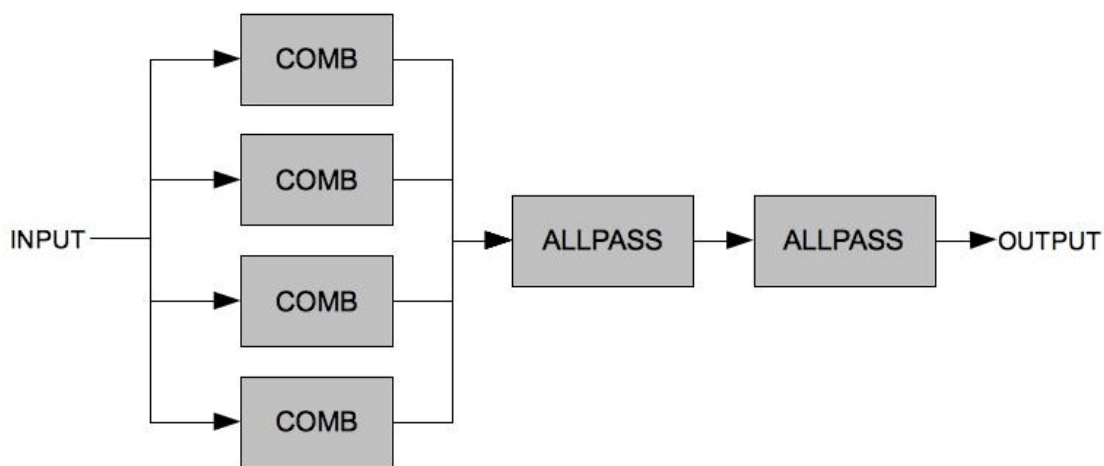 COMB
COMB
INPUT
ALLPASS
ALLPASS
OUTPUT
COMB
COMB